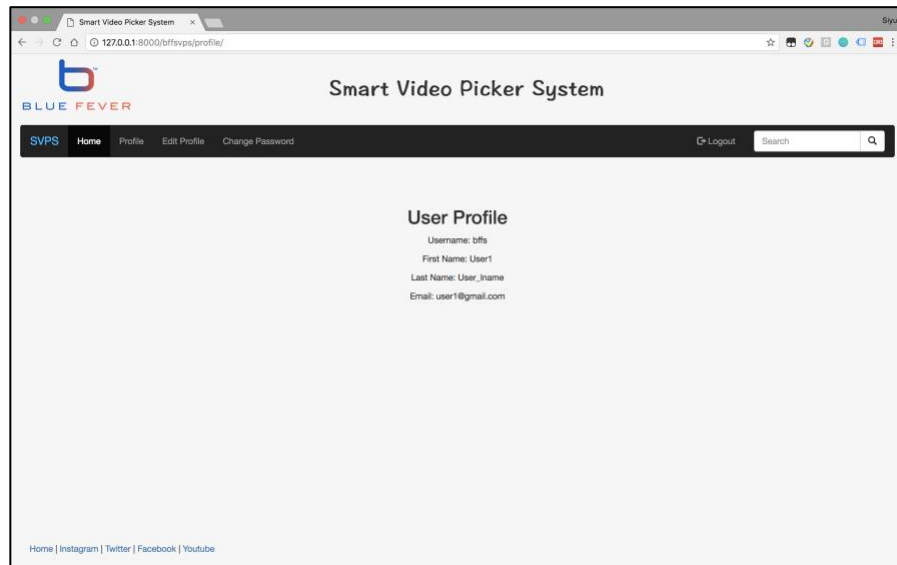 Smart Video Picker System
Siyu
127.0.0.1:8000/bffsvps/profile/
b
BLUE FEVER
Smart Video Picker System
SVPS Home Profile Edit Profile Change Password Logout Search
User Profile
Username: bffs
First Name: User1
Last Name: User_lname
Email: user1@gmail.com
Home | Instagram | Twitter | Facebook | Youtube